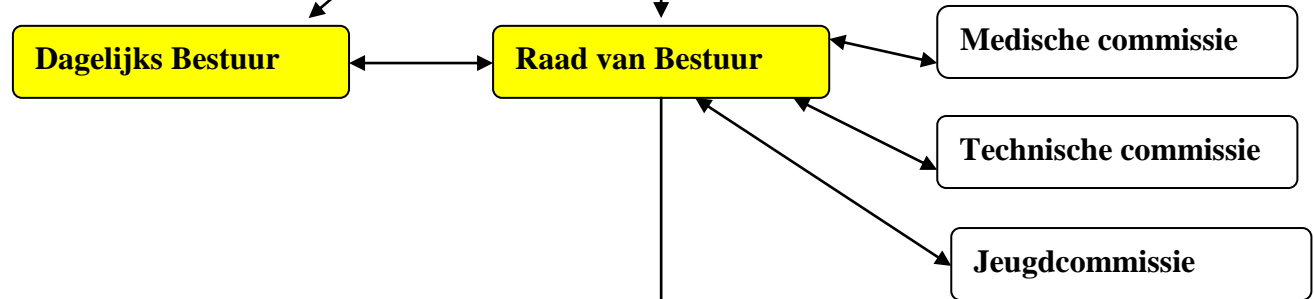 Dagelijks Bestuur
Raad van Bestuur
Medische commissie
Technische commissie
Jeugdcommissie